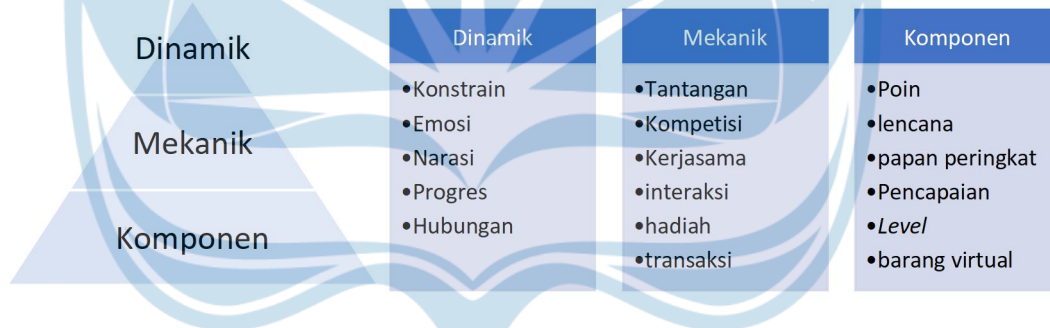 Dinamik
Mekanik
Komponen
Dinamik
•Konstrain
•Emosi
•Narasi
•Progres
•Hubungan
Mekanik
•Tantangan
•Kompetisi
•Kerjasama
•interaksi
•hadiah
•transaksi
Komponen
•Poin
•lencana
•papan peringkat
•Pencapaian
•Level
•barang virtual